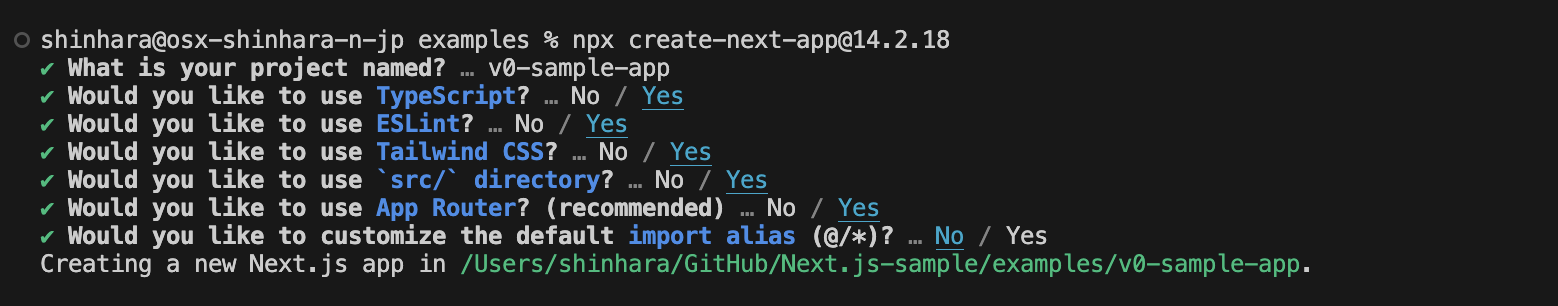 shinhara@osx-shinhara-n-jp examples % npx create-next-app@14.2.18
✔ What is your project named? … v0-sample-app
✔ Would you like to use TypeScript? … No / Yes
✔ Would you like to use ESLint? … No / Yes
✔ Would you like to use Tailwind CSS? … No / Yes
✔ Would you like to use `src/` directory? … No / Yes
✔ Would you like to use App Router? (recommended) … No / Yes
✔ Would you like to customize the default import alias (@/*)? … No / Yes
Creating a new Next.js app in /Users/shinhara/GitHub/Next.js-sample/examples/v0-sample-app.